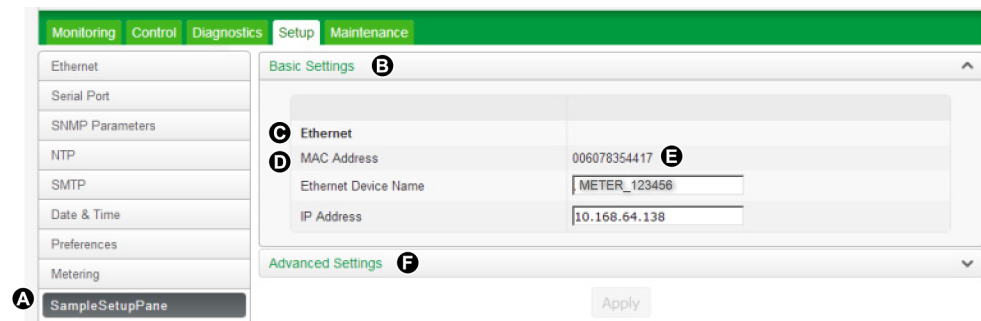 Monitoring Control Diagnostics Setup Maintenance
Ethernet
Serial Port
SNMP Parameters
NTP
SMTP
Date & Time
Preferences
Metering
A SampleSetupPane
Basic Settings B
C Ethernet
D MAC Address 006078354417 E
Ethernet Device Name METER_123456
IP Address 10.168.64.138
Advanced Settings F
Apply